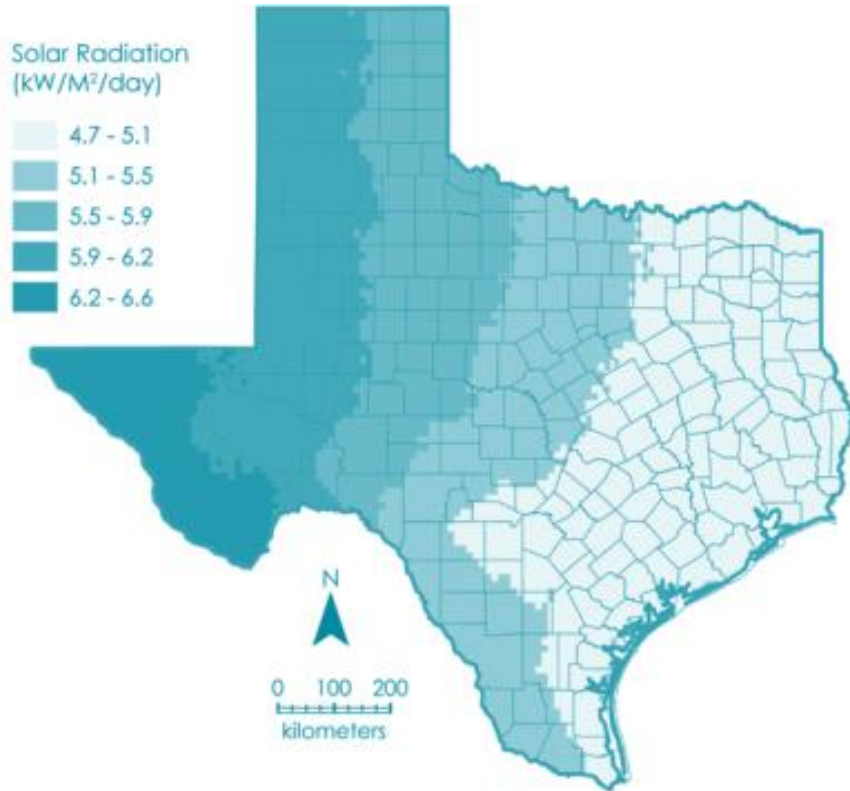 Solar Radiation
(kW/M²/day)
4.7 - 5.1
5.1 - 5.5
5.5 - 5.9
5.9 - 6.2
6.2 - 6.6
N
0 100 200
kilometers